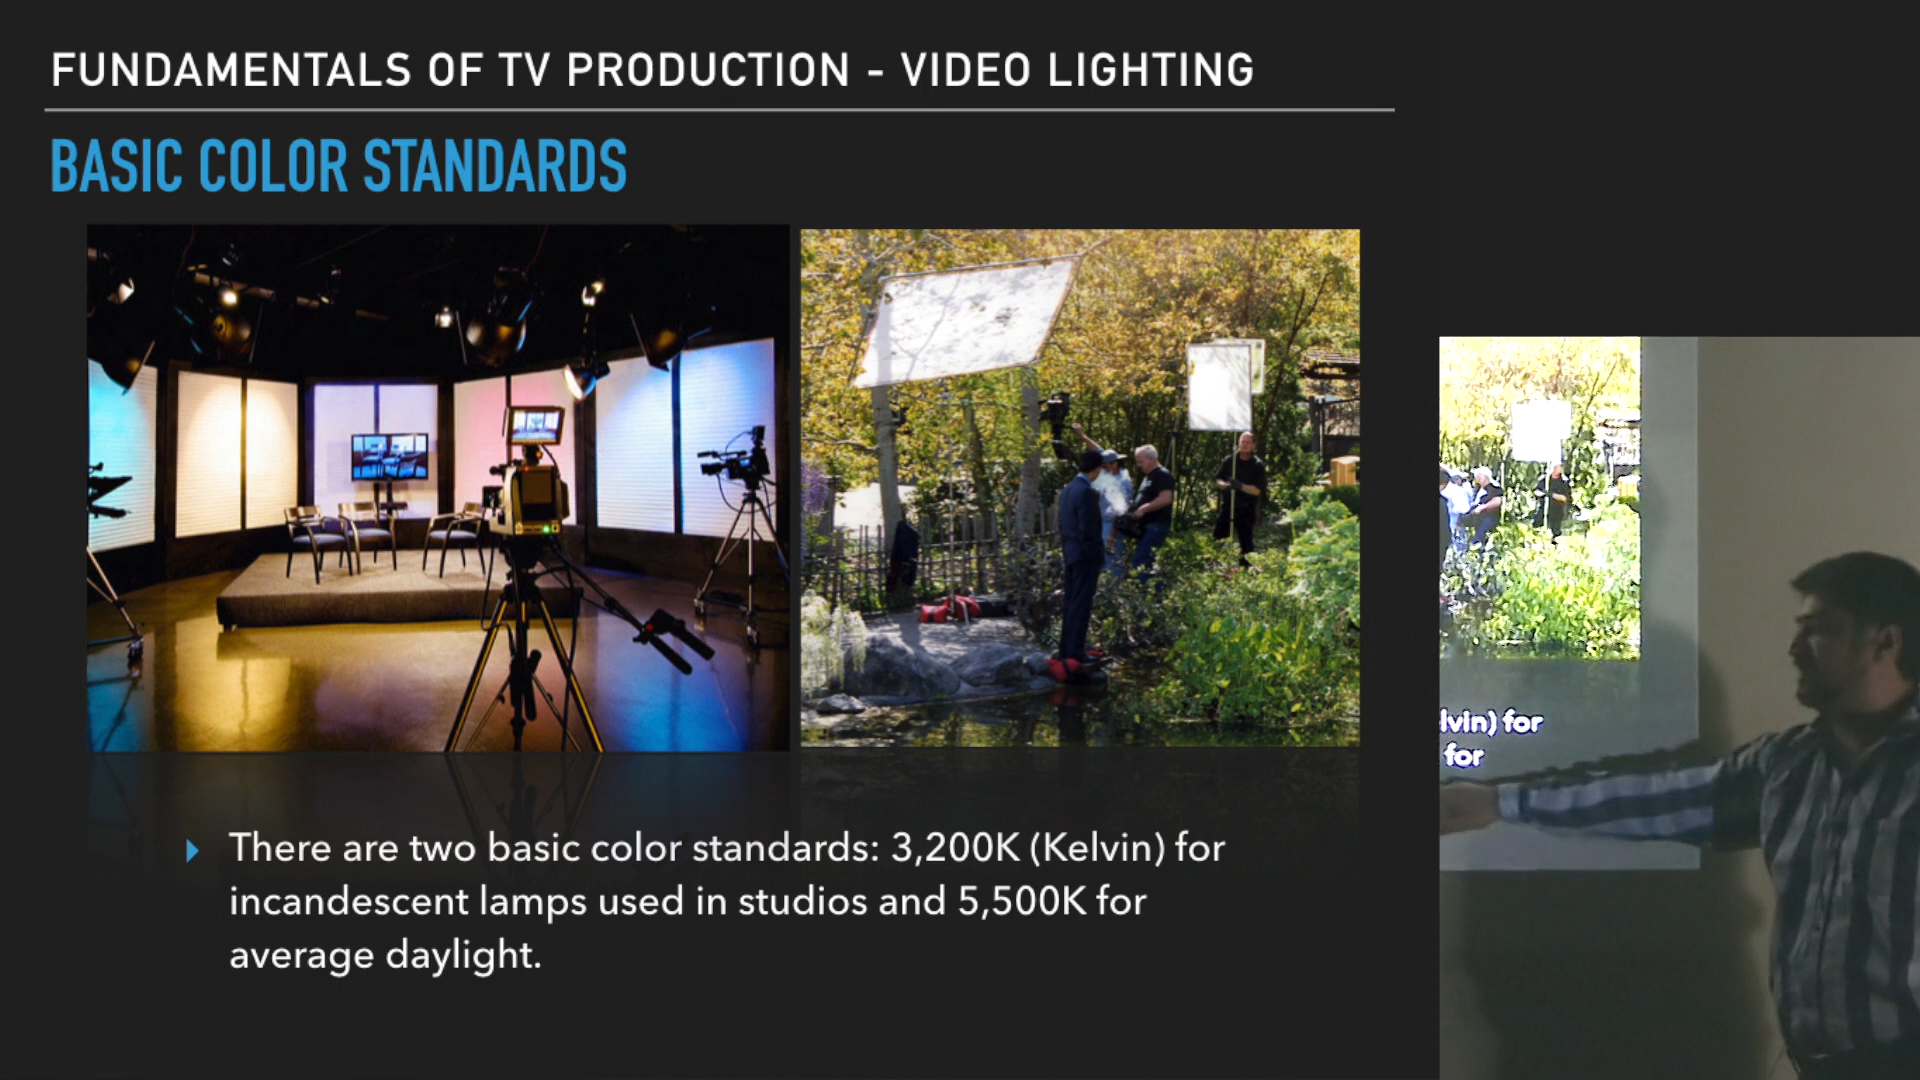 FUNDAMENTALS OF TV PRODUCTION - VIDEO LIGHTING
BASIC COLOR STANDARDS
There are two basic color standards: 3,200K (Kelvin) for
incandescent lamps used in studios and 5,500K for
average daylight.
lvin) for
for